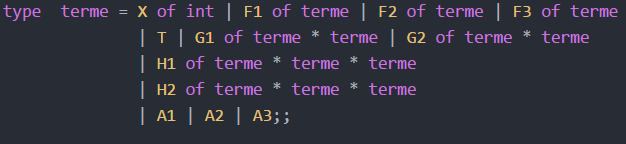 type  terme = X of int | F1 of terme | F2 of terme | F3 of terme
| T | G1 of terme * terme | G2 of terme * terme
| H1 of terme * terme * terme
| H2 of terme * terme * terme
| A1 | A2 | A3;;